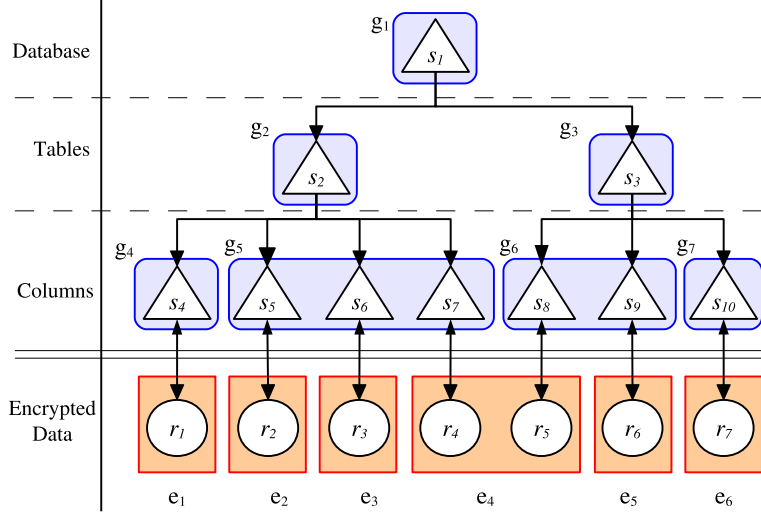 Database
g1
s1
Tables
g2
s2
g3
s3
Columns
g4
s4
g5
s5
s6
s7
g6
s8
s9
g7
s10
Encrypted
Data
r1
r2
r3
r4
r5
r6
r7
e1
e2
e3
e4
e5
e6